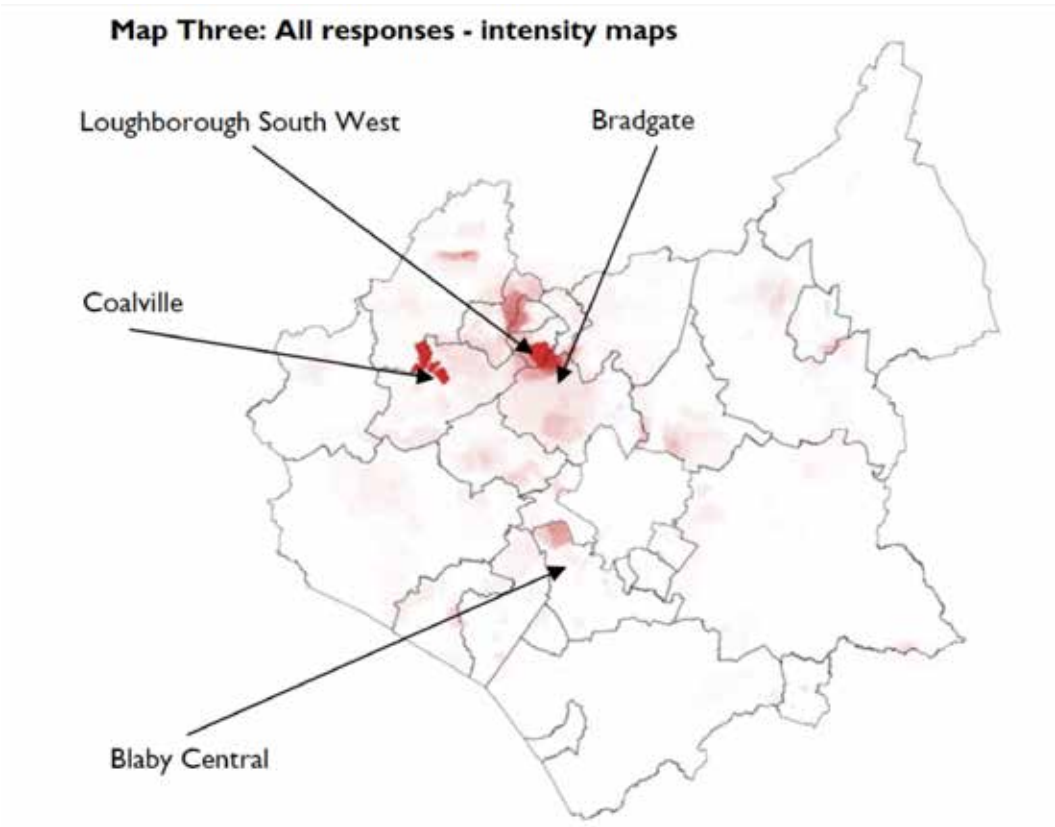 Map Three: All responses - intensity maps
Loughborough South West
Bradgate
Coalville
Blaby Central